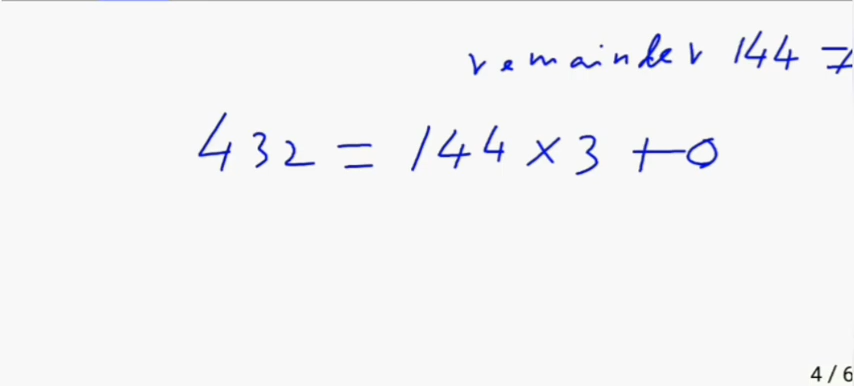 remainder 144 ≠
432 = 144 × 3 + 0
4 / 6